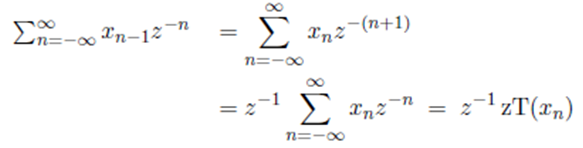 ∑_{n=−∞}^{∞} x_{n−1} z^{−n} = ∑_{n=−∞}^{∞} x_n z^{−(n+1)}
= z^{−1} ∑_{n=−∞}^{∞} x_n z^{−n} = z^{−1} zT(x_n)